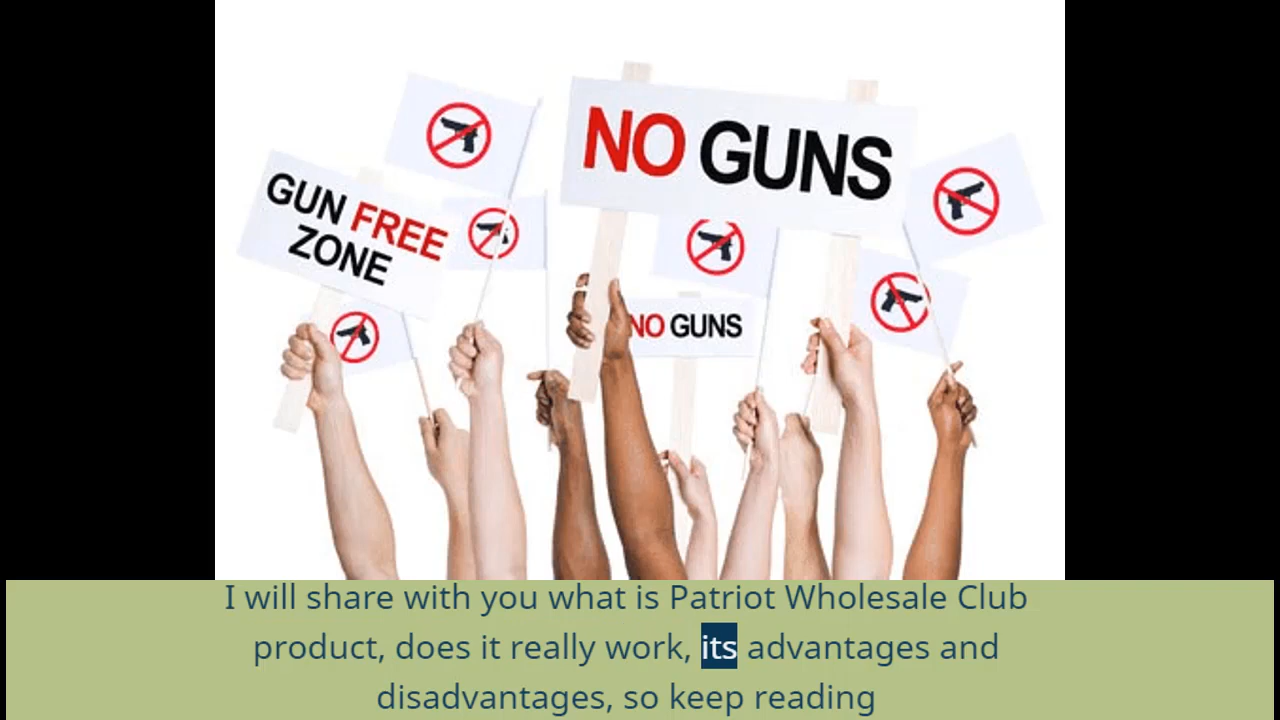 NO GUNS
GUN FREE
ZONE
NO GUNS
I will share with you what is Patriot Wholesale Club
product, does it really work, its advantages and
disadvantages, so keep reading